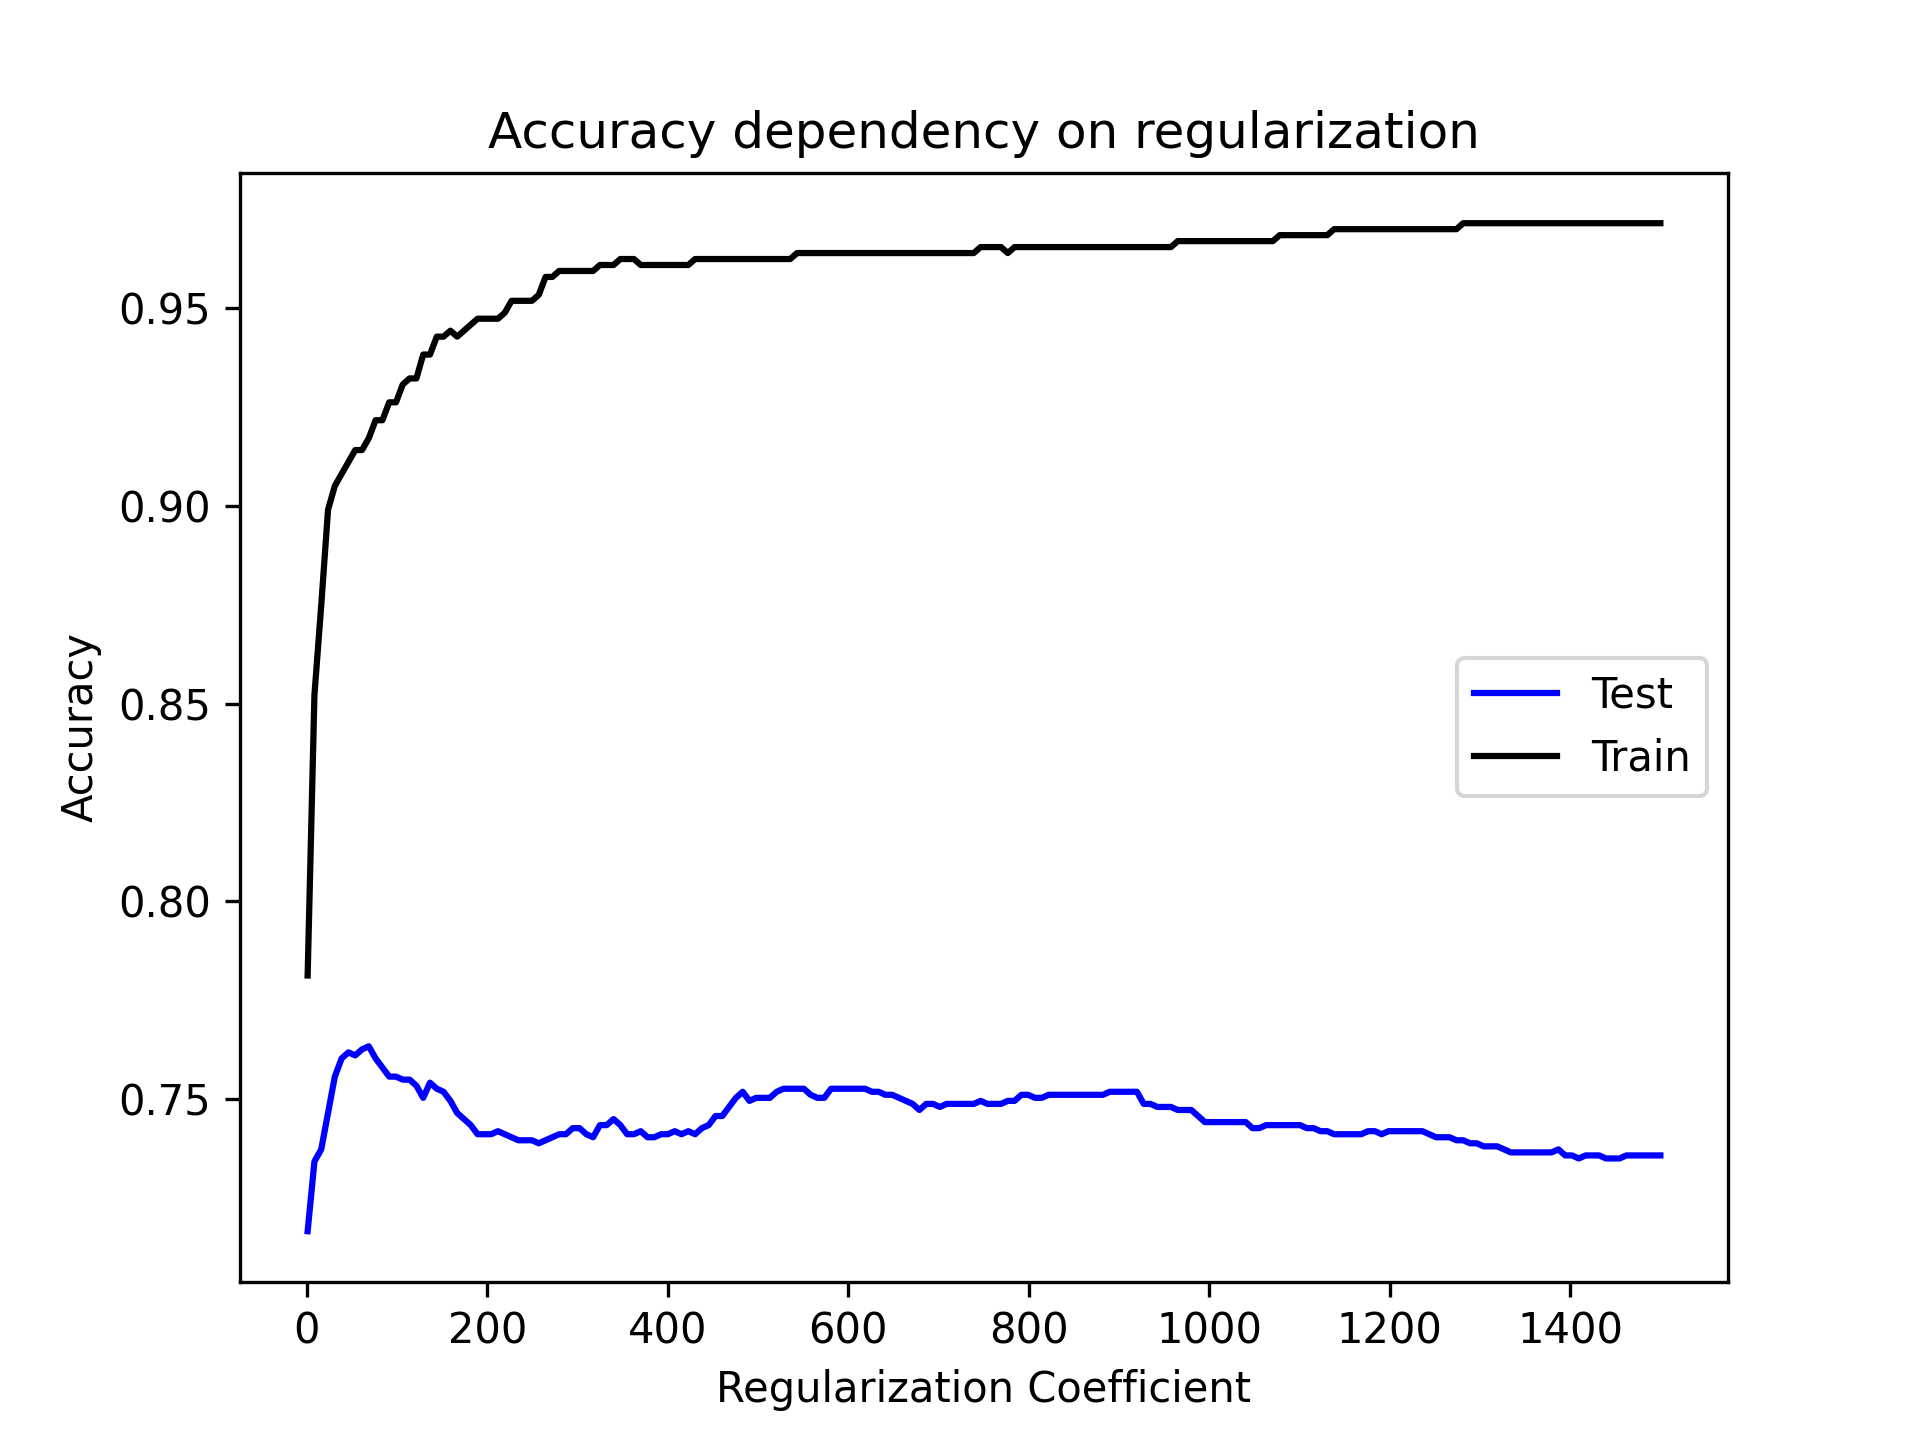 Accuracy dependency on regularization
Accuracy
0.95
0.90
0.85
0.80
0.75
Test
Train
0 200 400 600 800 1000 1200 1400
Regularization Coefficient